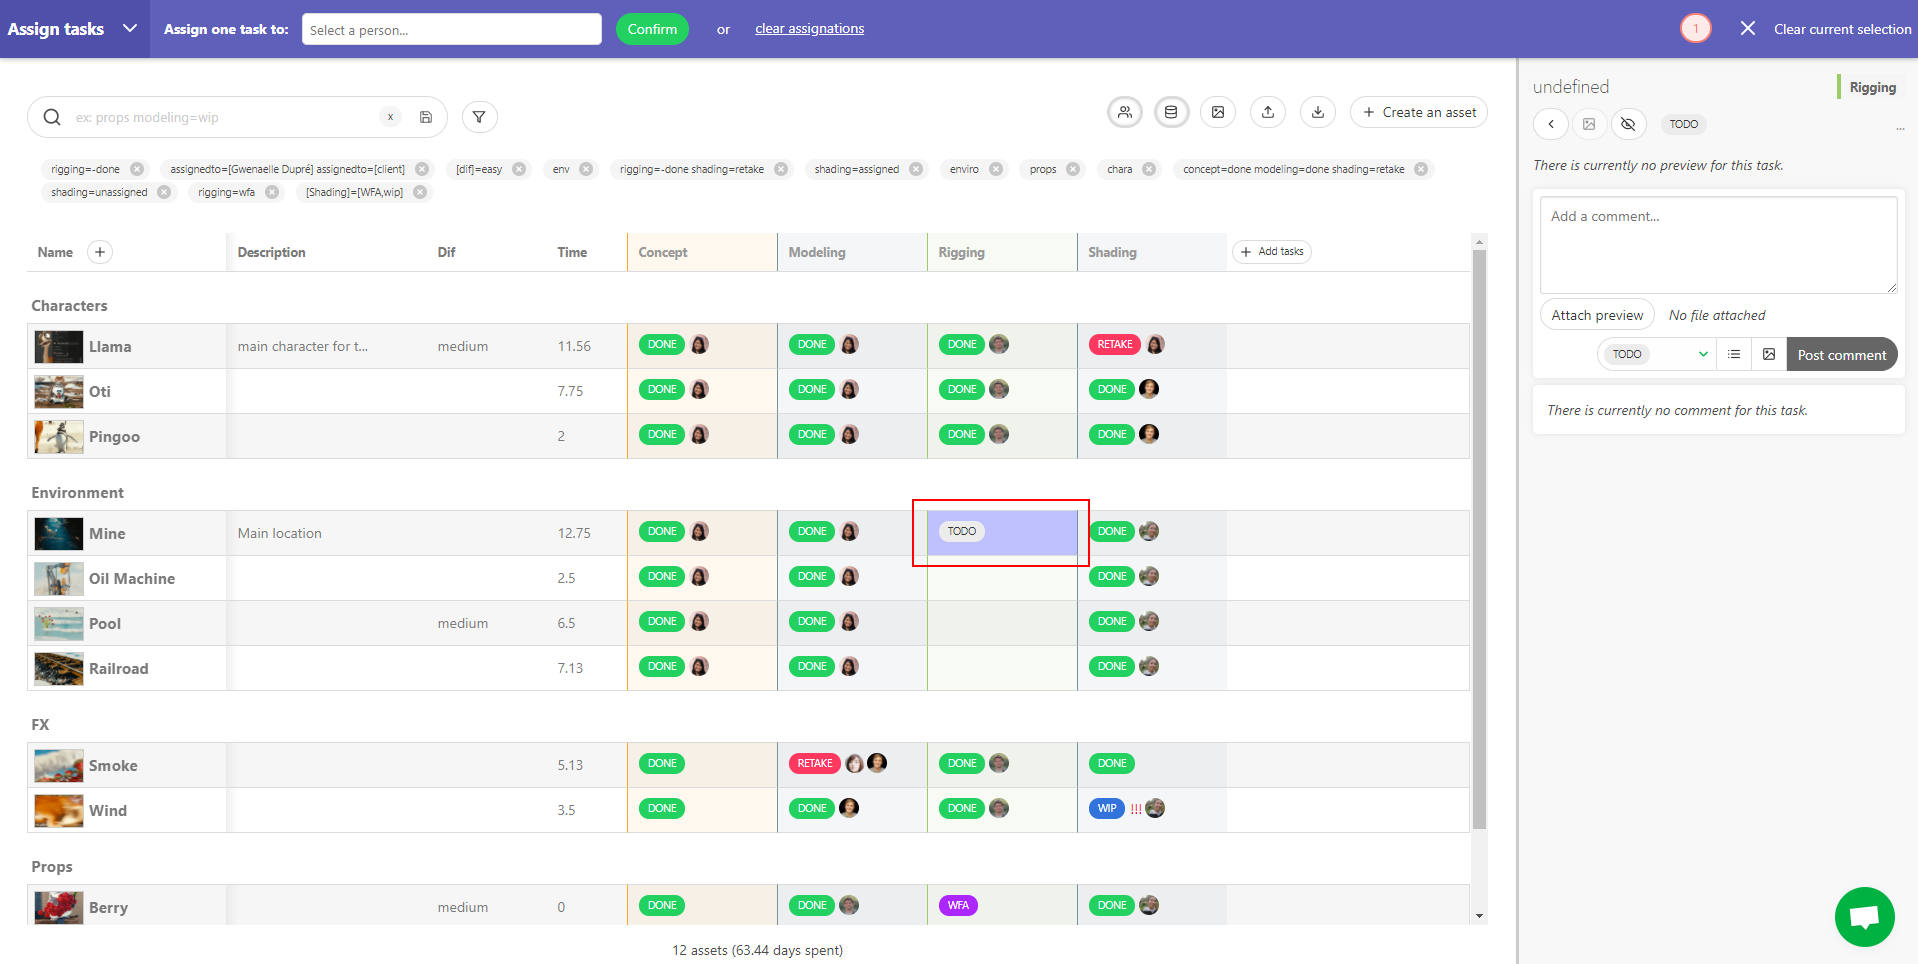 Assign tasks Assign one task to: Select a person... Confirm or clear assignations 1 Clear current selection
ex: props modeling=wip x Create an asset
rigging=-done assignedto=[Gwenaelle Dupré] assignedto=[client] [dif]=easy env rigging=-done shading=retake shading=assigned enviro props chara concept=done modeling=done shading=retake
shading=unassigned rigging=wfa [Shading]=[WFA,wip]
Name + Description Dif Time Concept Modeling Rigging Shading + Add tasks
Characters
Llama main character for t... medium 11.56 DONE DONE DONE RETAKE
Oti 7.75 DONE DONE DONE DONE
Pingoo 2 DONE DONE DONE DONE
Environment
Mine Main location 12.75 DONE DONE TODO DONE
Oil Machine 2.5 DONE DONE DONE
Pool medium 6.5 DONE DONE DONE
Railroad 7.13 DONE DONE DONE
FX
Smoke 5.13 DONE RETAKE DONE DONE
Wind 3.5 DONE DONE DONE WIP !!!
Props
Berry medium 0 DONE DONE WFA DONE
12 assets (63.44 days spent)
undefined Rigging
TODO ...
There is currently no preview for this task.
Add a comment...
Attach preview No file attached
TODO Post comment
There is currently no comment for this task.